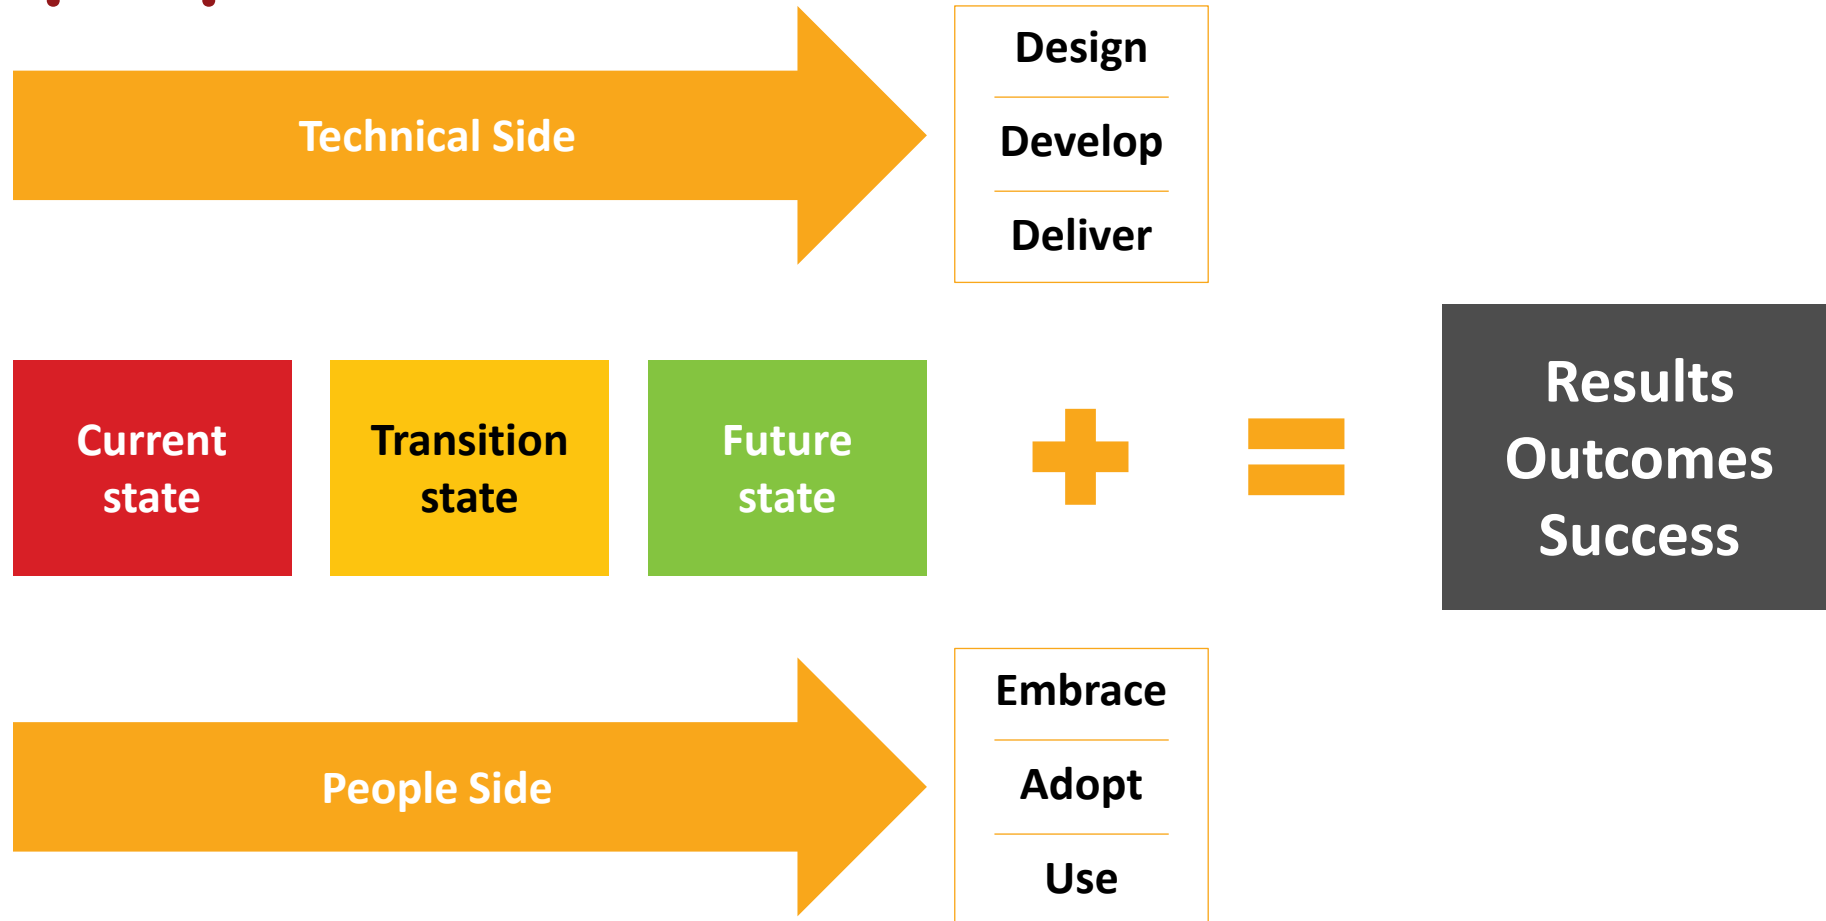 Technical Side
Design
Develop
Deliver
Current
state
Transition
state
Future
state
Results
Outcomes
Success
People Side
Embrace
Adopt
Use